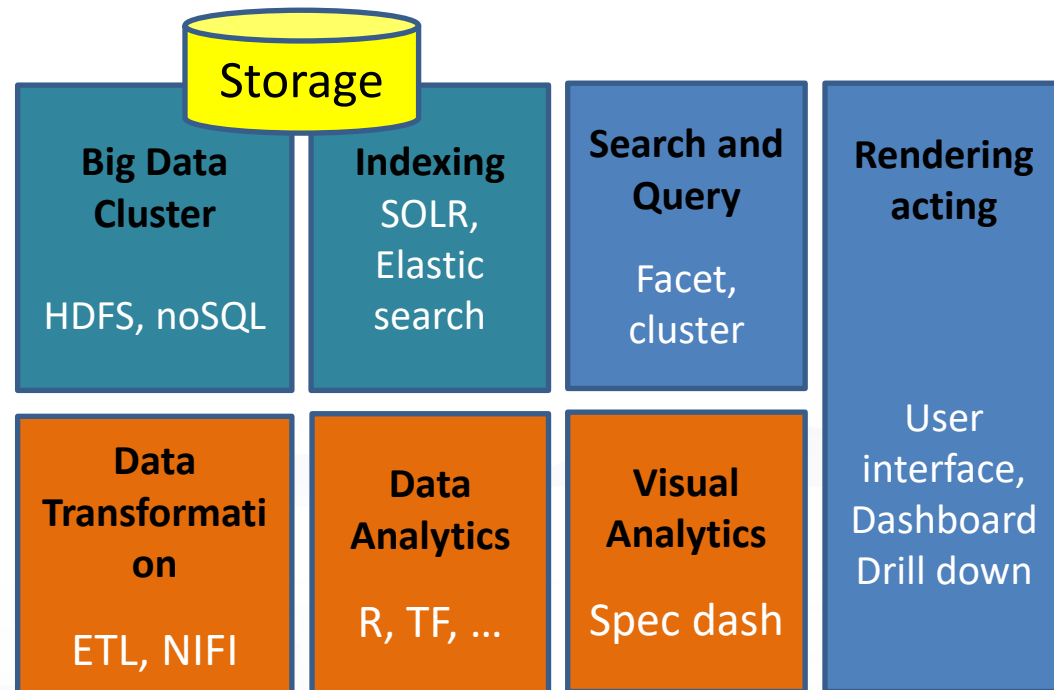 Storage
Big Data
Cluster
HDFS, noSQL
Indexing
SOLR,
Elastic
search
Search and
Query
Facet,
cluster
Rendering
acting
User
interface,
Dashboard
Drill down
Data
Transformati
on
ETL, NIFI
Data
Analytics
R, TF, ...
Visual
Analytics
Spec dash